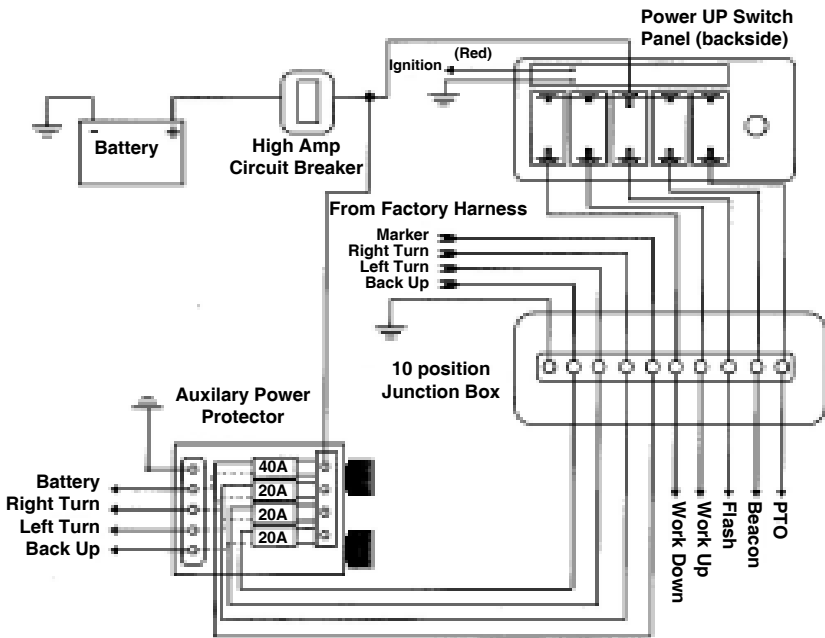 Power UP Switch
Panel (backside)
(Red)
Ignition
- +
Battery
High Amp
Circuit Breaker
From Factory Harness
Marker
Right Turn
Left Turn
Back Up
10 position
Junction Box
Auxilary Power
Protector
40A
20A
20A
20A
Battery
Right Turn
Left Turn
Back Up
Work Down
Work Up
Flash
Beacon
PTO